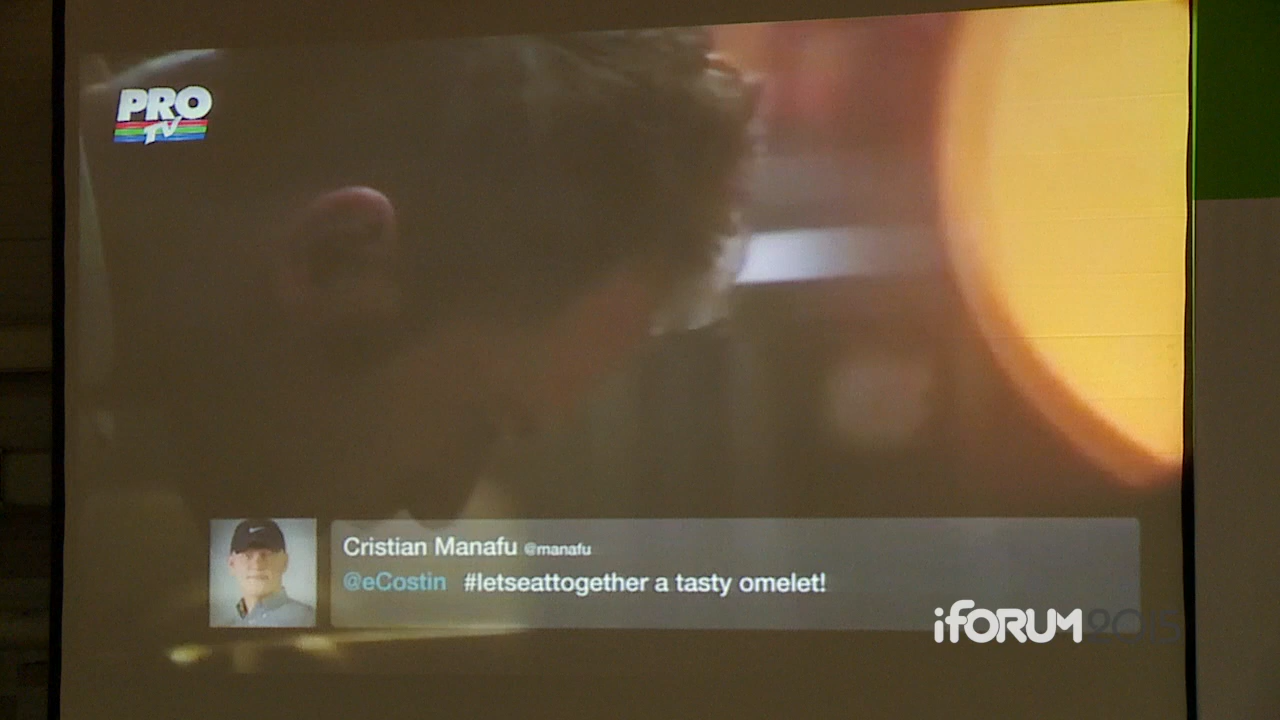 PRO
TV
Cristian Manafu @manafu
@eCostin #letseattogether a tasty omelet!
iFORUM